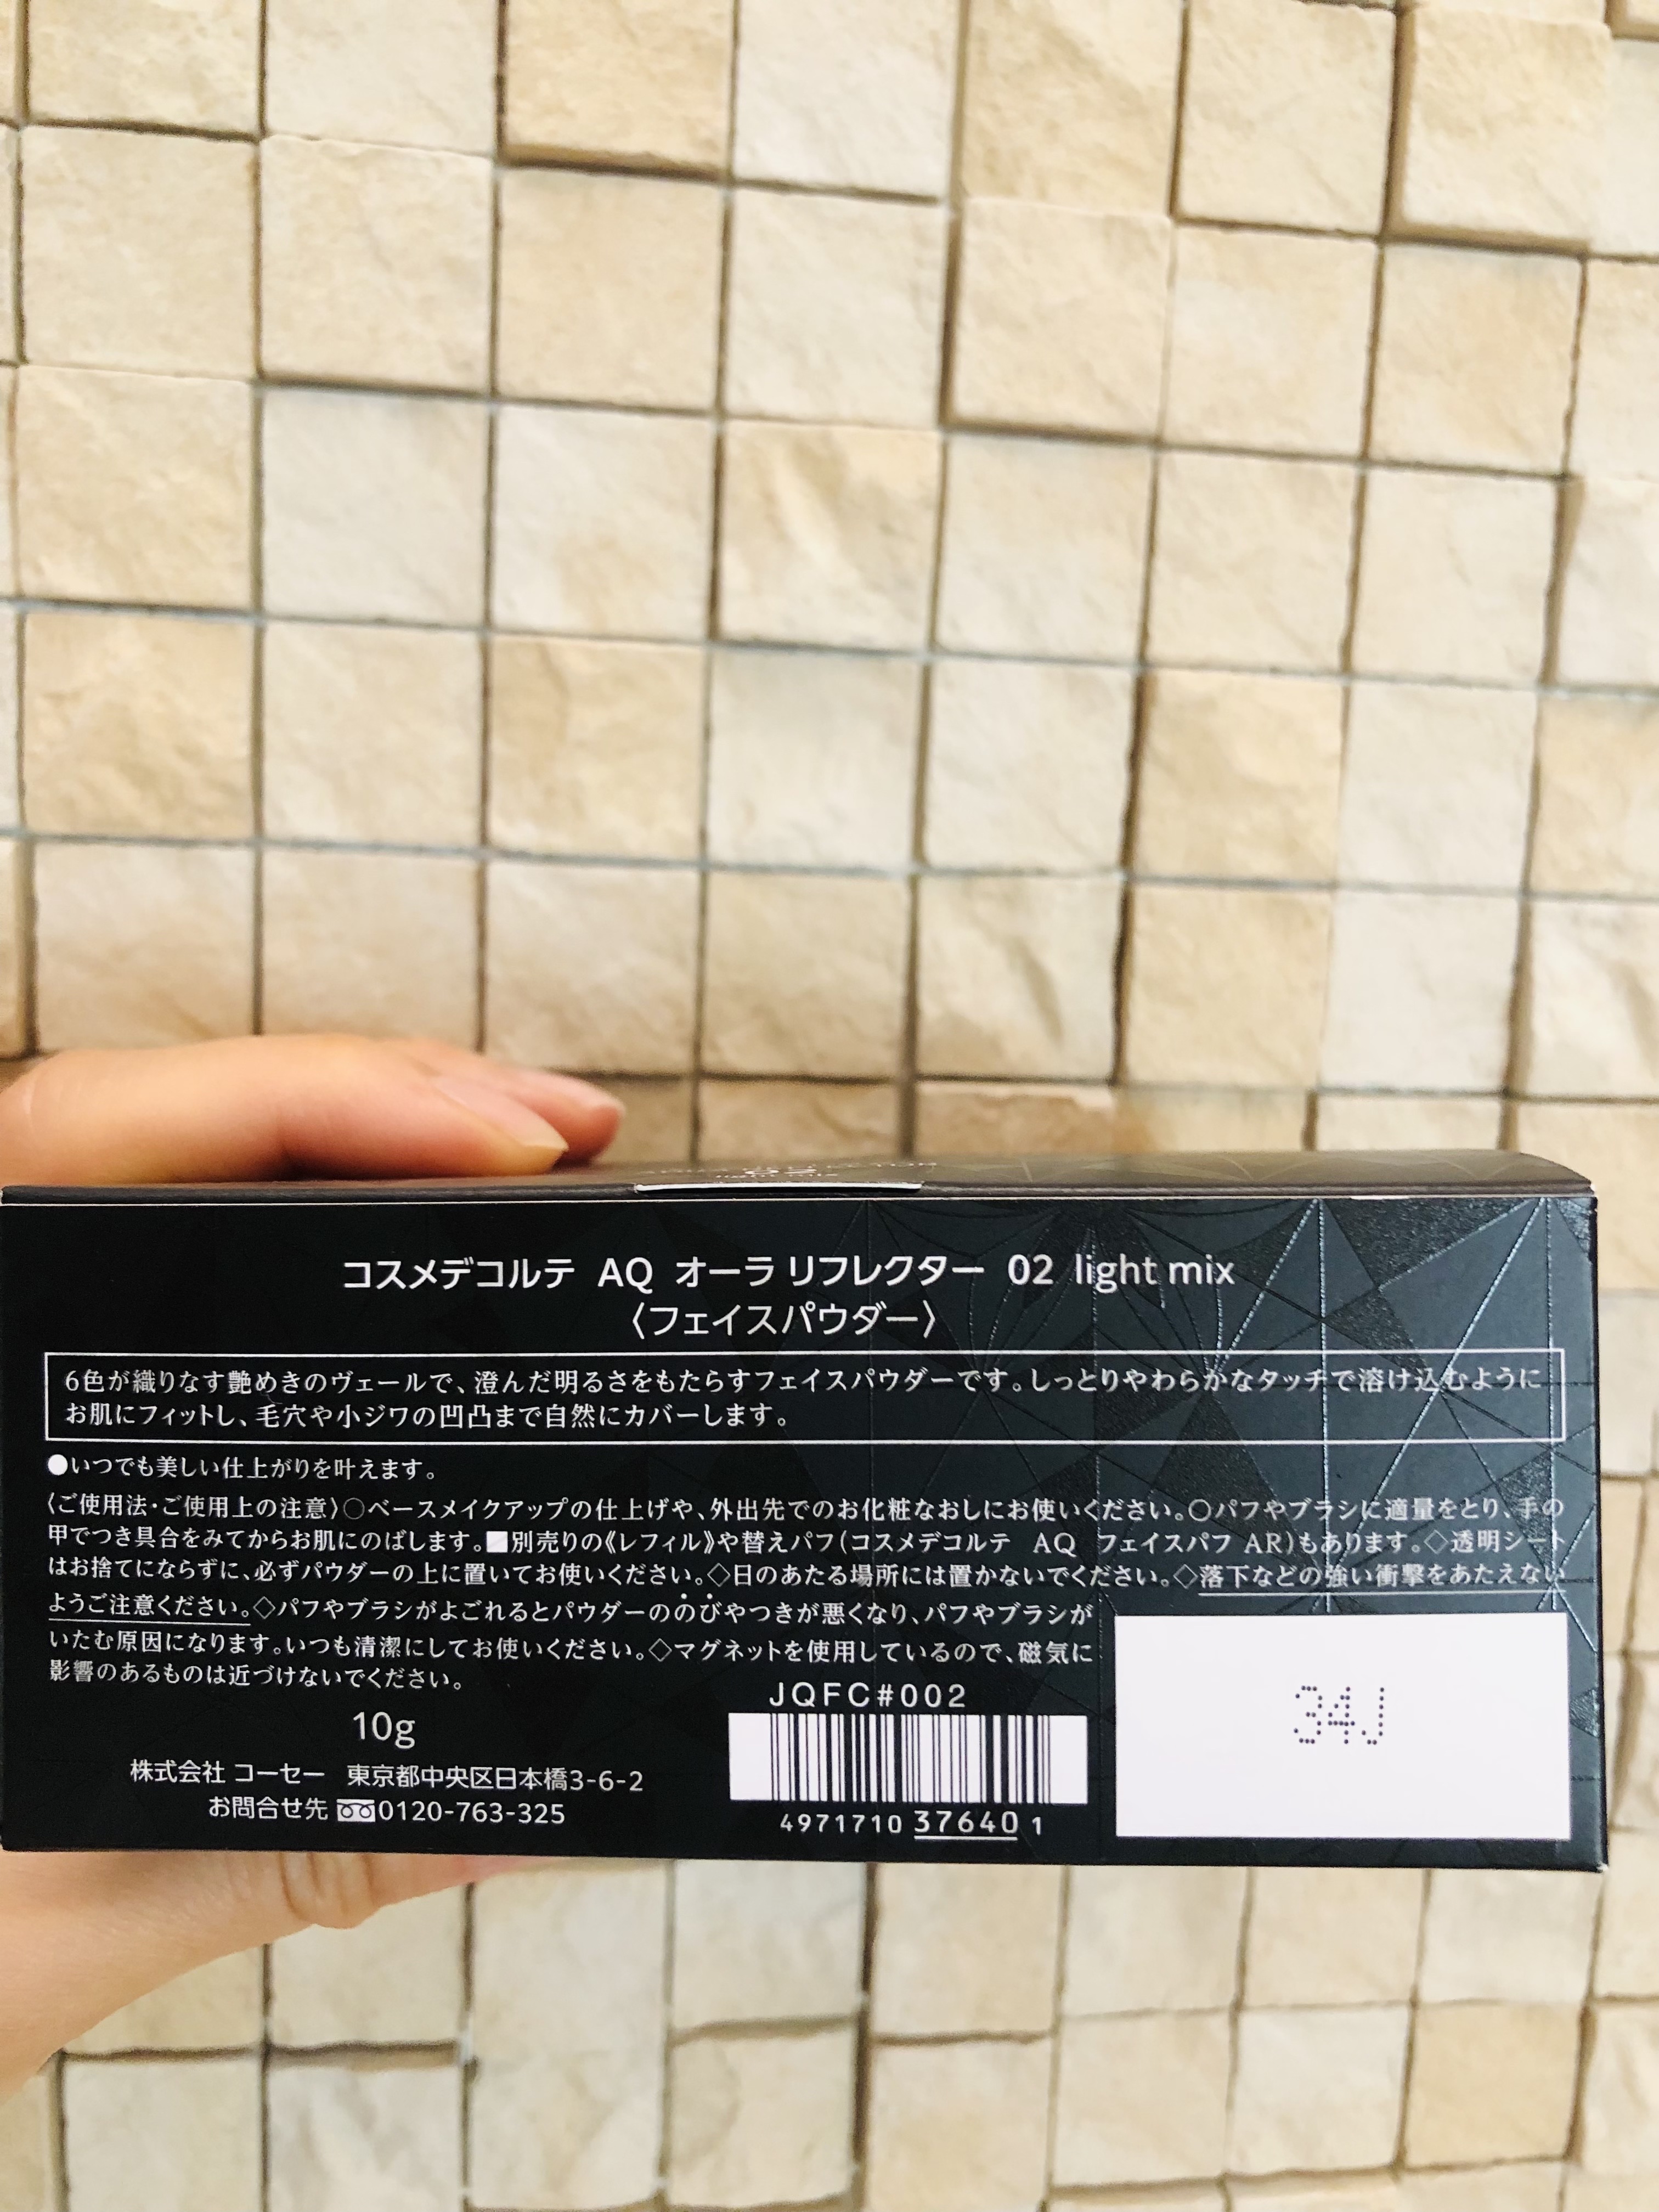 コスメデコルテ AQ オーラ リフレクター 02 light mix
〈フェイスパウダー〉
6色が織りなす艶めきのヴェールで、澄んだ明るさをもたらすフェイスパウダーです。しっとりやわらかなタッチで溶け込むように
お肌にフィットし、毛穴や小ジワの凹凸まで自然にカバーします。
●いつでも美しい仕上がりを叶えます。
〈ご使用法・ご使用上の注意〉○ベースメイクアップの仕上げや、外出先でのお化粧なおしにお使いください。○パフやブラシに適量をとり、手の
甲でつき具合をみてからお肌にのばします。■別売りの《レフィル》や替えパフ(コスメデコルテ AQ フェイスパフ AR)もあります。◇透明シート
はお捨てにならずに、必ずパウダーの上に置いてお使いください。◇日のあたる場所には置かないでください。◇落下などの強い衝撃をあたえない
ようご注意ください。◇パフやブラシがよごれるとパウダーののびやつきが悪くなり、パフやブラシが
いたむ原因になります。いつも清潔にしてお使いください。◇マグネットを使用しているので、磁気に
影響のあるものは近づけないでください。
10g
株式会社 コーセー 東京都中央区日本橋3-6-2
お問合せ先 0120-763-325
JQFC#002
4971710 37640 1
34J